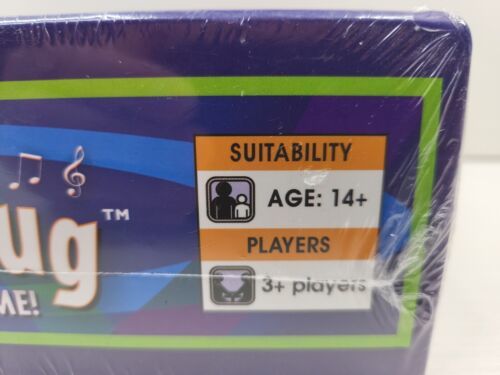 SUITABILITY
AGE: 14+
ug™
PLAYERS
3+ players
ME!